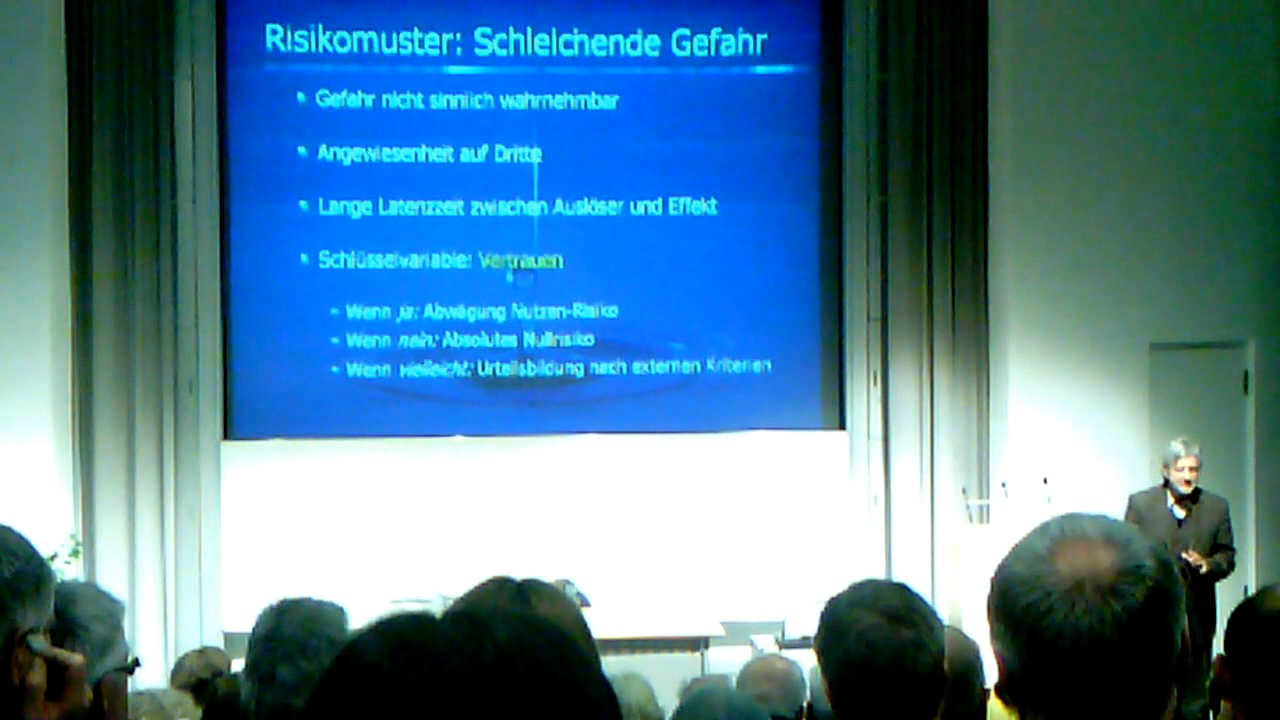 Risikomuster: Schleichende Gefahr
Gefahr nicht sinnlich wahrnehmbar
Angewiesenheit auf Dritte
Lange Latenzzeit zwischen Auslöser und Effekt
Schlüsselvariable: Vertrauen
- Wenn ja: Abwägung Nutzen-Risiko
- Wenn nein: Absolutes Nullrisiko
- Wenn vielleicht: Urteilsbildung nach externen Kriterien